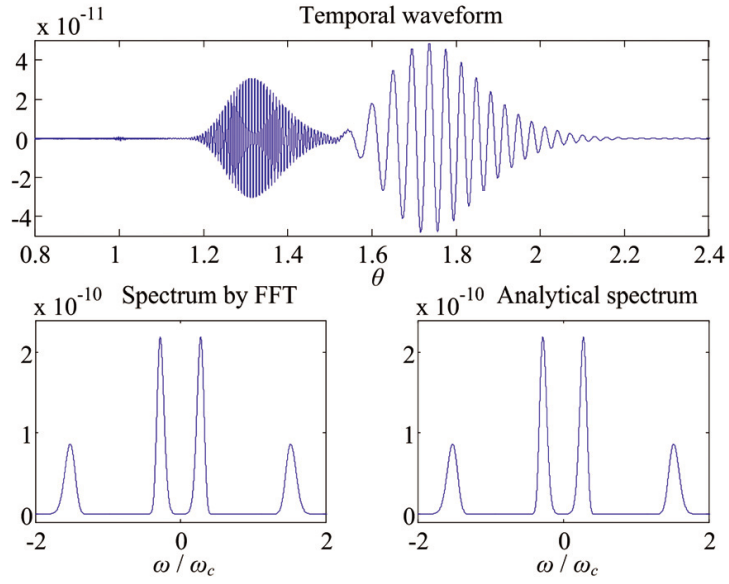 Temporal waveform
x 10⁻¹¹
4
2
0
-2
-4
0.8 1 1.2 1.4 1.6 1.8 2 2.2 2.4
θ
x 10⁻¹⁰ Spectrum by FFT
2
1
0
-2 0 2
ω / ω_c
x 10⁻¹⁰ Analytical spectrum
2
1
0
-2 0 2
ω / ω_c